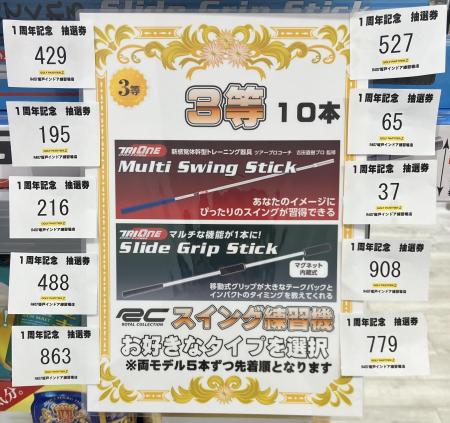 1周年記念 抽選券
429
1周年記念 抽選券
195
1周年記念 抽選券
216
1周年記念 抽選券
488
1周年記念 抽選券
863
3等
3等 10本
TRIONE
新感覚体幹型トレーニング器具 ツアープロコーチ 吉田直樹プロ 監修
Multi Swing Stick
あなたのイメージに
ぴったりのスイングが習得できる
TRIONE マルチな機能が1本に!
Slide Grip Stick
マグネット
内蔵式
移動式グリップが大きなテークバックと
インパクトのタイミングを教えてくれる
RC
ROYAL COLLECTION
スイング練習機
お好きなタイプを選択
※両モデル5本ずつ先着順となります
1周年記念 抽選券
527
1周年記念 抽選券
65
1周年記念 抽選券
37
1周年記念 抽選券
908
1周年記念 抽選券
779